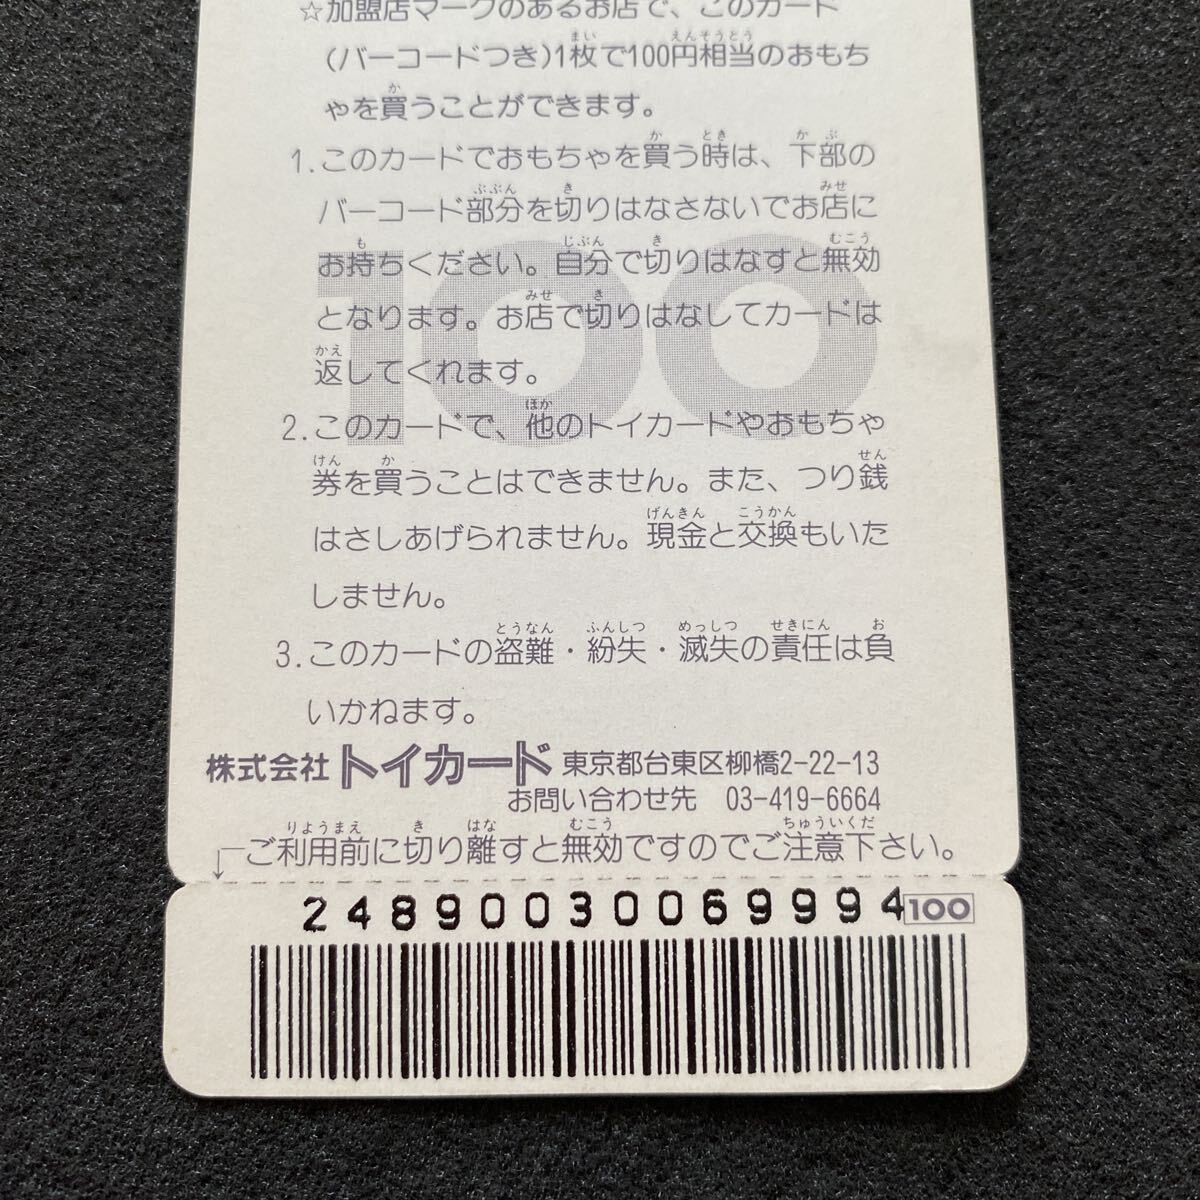 ☆加盟店マークのあるお店で、このカード
(バーコードつき)1枚で100円相当のおもち
ゃを買うことができます。
1.このカードでおもちゃを買う時は、下部の
バーコード部分を切りはなさないでお店に
お持ちください。自分で切りはなすと無効
となります。お店で切りはなしてカードは
返してくれます。
2.このカードで、他のトイカードやおもちゃ
券を買うことはできません。また、つり銭
はさしあげられません。現金と交換もいた
しません。
3.このカードの盗難・紛失・滅失の責任は負
いかねます。
100
株式会社 トイカード 東京都台東区柳橋2-22-13
お問い合わせ先 03-419-6664
ご利用前に切り離すと無効ですのでご注意下さい。
24890030069994 100